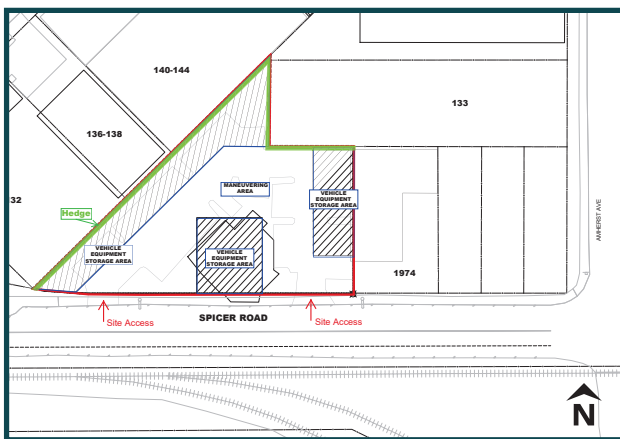 140-144
133
136-138
32
MANEUVERING
AREA
VEHICLE
EQUIPMENT
STORAGE AREA
Hedge
VEHICLE
EQUIPMENT
STORAGE AREA
VEHICLE
EQUIPMENT
STORAGE AREA
1974
AMHERST AVE
Site Access
SPICER ROAD
Site Access
N